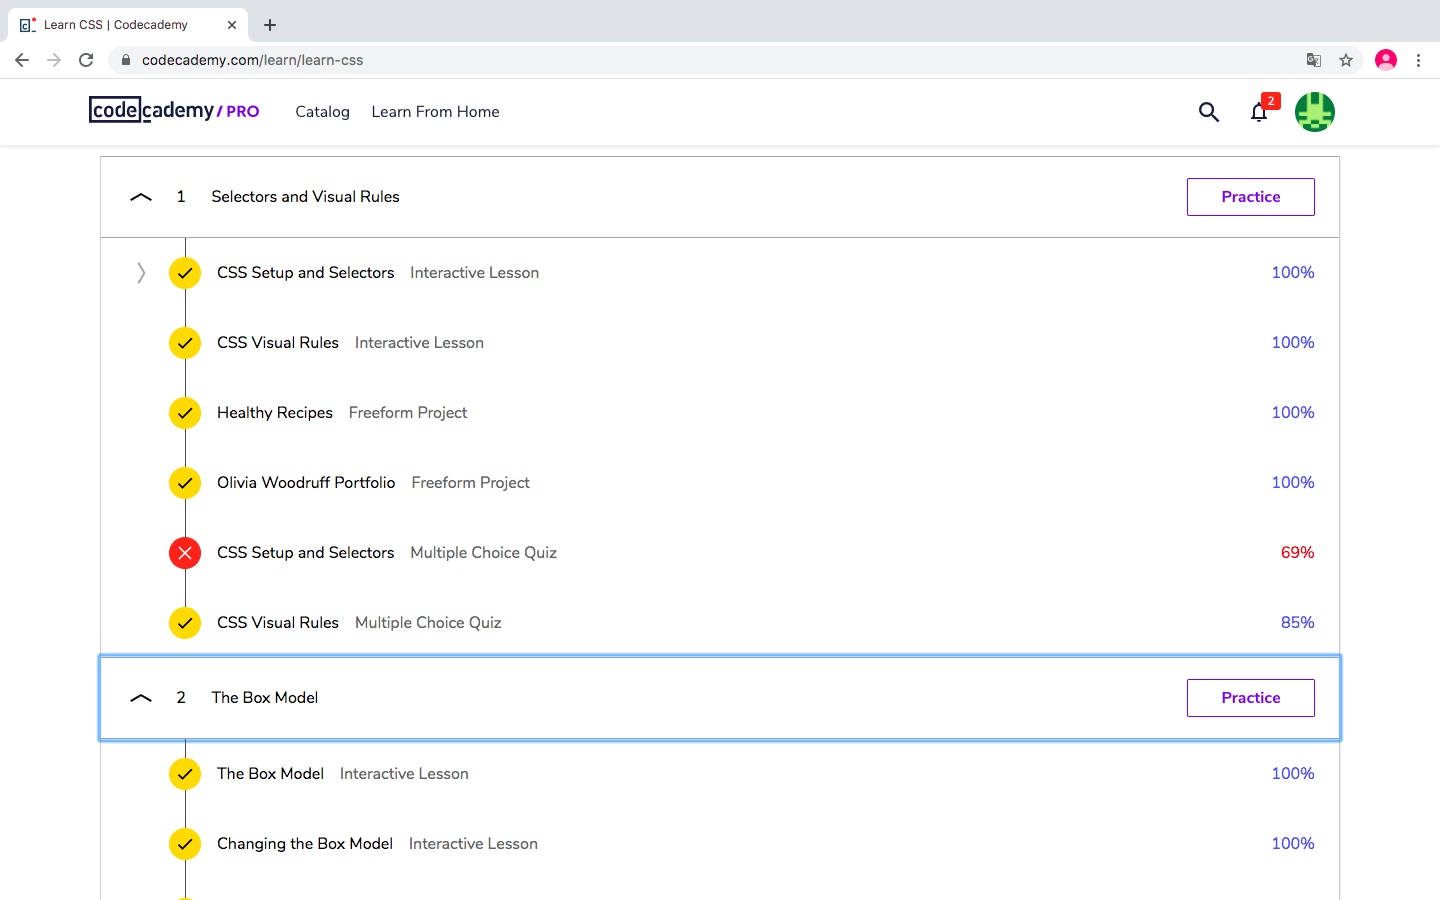 Learn CSS | Codecademy
codecademy.com/learn/learn-css
codecademy/PRO Catalog Learn From Home 2
1 Selectors and Visual Rules Practice
CSS Setup and Selectors Interactive Lesson 100%
CSS Visual Rules Interactive Lesson 100%
Healthy Recipes Freeform Project 100%
Olivia Woodruff Portfolio Freeform Project 100%
CSS Setup and Selectors Multiple Choice Quiz 69%
CSS Visual Rules Multiple Choice Quiz 85%
2 The Box Model Practice
The Box Model Interactive Lesson 100%
Changing the Box Model Interactive Lesson 100%